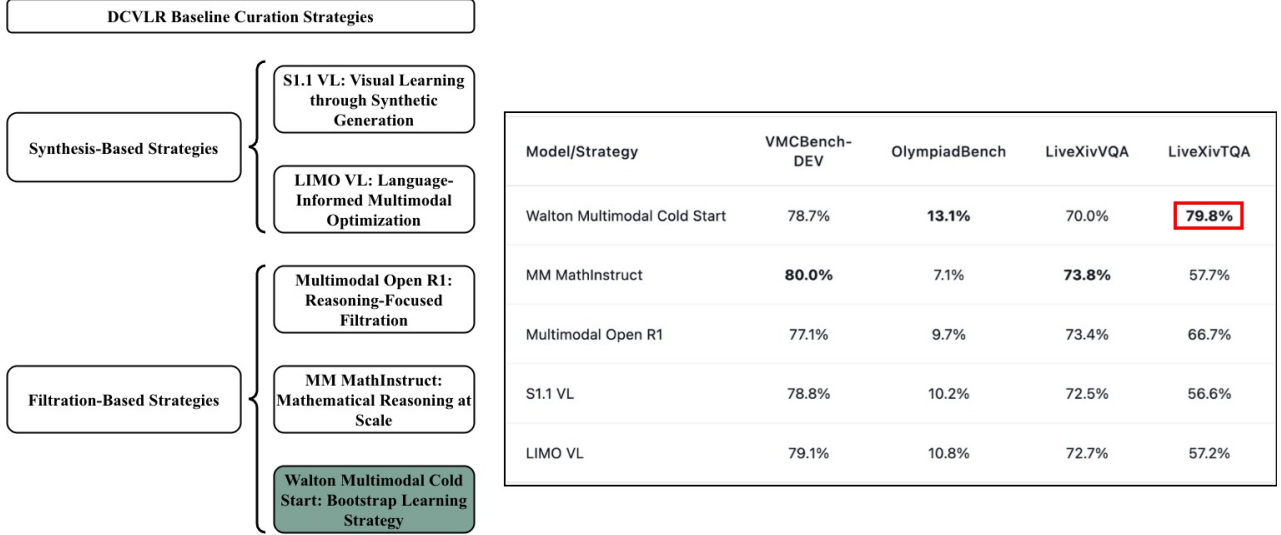 DCVLR Baseline Curation Strategies
Synthesis-Based Strategies
S1.1 VL: Visual Learning
through Synthetic
Generation
LIMO VL: Language-
Informed Multimodal
Optimization
Filtration-Based Strategies
Multimodal Open R1:
Reasoning-Focused
Filtration
MM MathInstruct:
Mathematical Reasoning at
Scale
Walton Multimodal Cold
Start: Bootstrap Learning
Strategy
Model/Strategy VMCBench-
DEV OlympiadBench LiveXivVQA LiveXivTQA
Walton Multimodal Cold Start 78.7% 13.1% 70.0% 79.8%
MM MathInstruct 80.0% 7.1% 73.8% 57.7%
Multimodal Open R1 77.1% 9.7% 73.4% 66.7%
S1.1 VL 78.8% 10.2% 72.5% 56.6%
LIMO VL 79.1% 10.8% 72.7% 57.2%